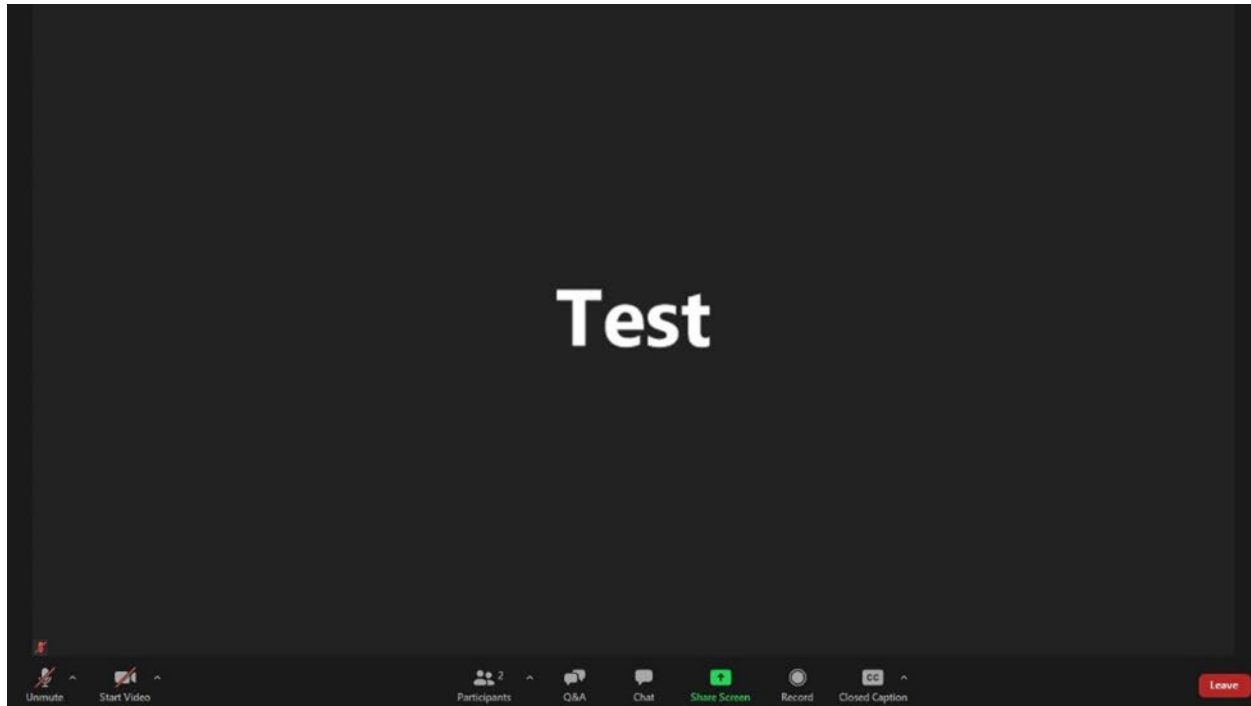 Test
2
Unmute
Start Video
Participants
Q&A
Chat
Share Screen
Record
CC
Closed Caption
Leave